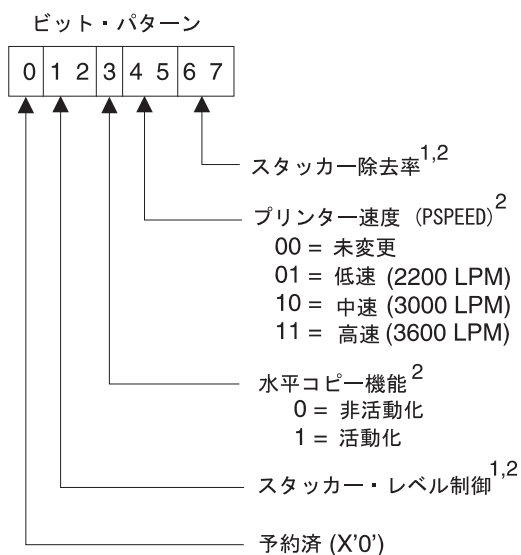 ビット・パターン
0 1 2 3 4 5 6 7
スタッカー除去率1,2
プリンター速度 (PSPEED)2
00 = 未変更
01 = 低速 (2200 LPM)
10 = 中速 (3000 LPM)
11 = 高速 (3600 LPM)
水平コピー機能2
0 = 非活動化
1 = 活動化
スタッカー・レベル制御1,2
予約済 (X'0')